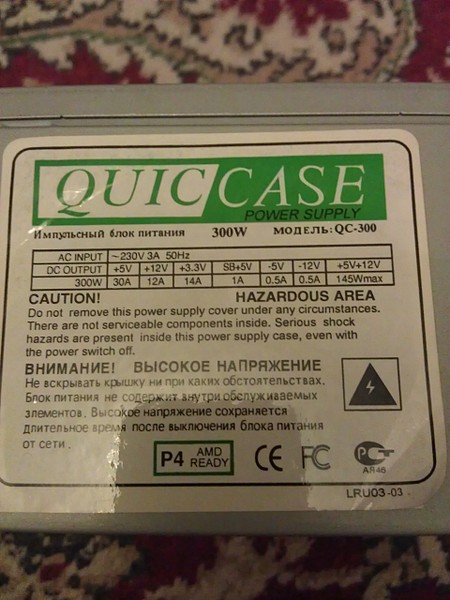 QUICCASE
POWER SUPPLY
Импульсный блок питания 300W МОДЕЛЬ: QC-300
AC INPUT ~230V 3A 50Hz
DC OUTPUT +5V +12V +3.3V SB+5V -5V -12V +5V+12V
300W 30A 12A 14A 1A 0.5A 0.5A 145Wmax
CAUTION! HAZARDOUS AREA
Do not remove this power supply cover under any circumstances.
There are not serviceable components inside. Serious shock
hazards are present inside this power supply case, even with
the power switch off.
ВНИМАНИЕ! ВЫСОКОЕ НАПРЯЖЕНИЕ
Не вскрывать крышку ни при каких обстоятельствах.
Блок питания не содержит внутри обслуживаемых
элементов. Высокое напряжение сохраняется
длительное время после выключения блока питания
от сети.
P4 AMD READY CE FC РСТ
АЯ46
LRU03-03